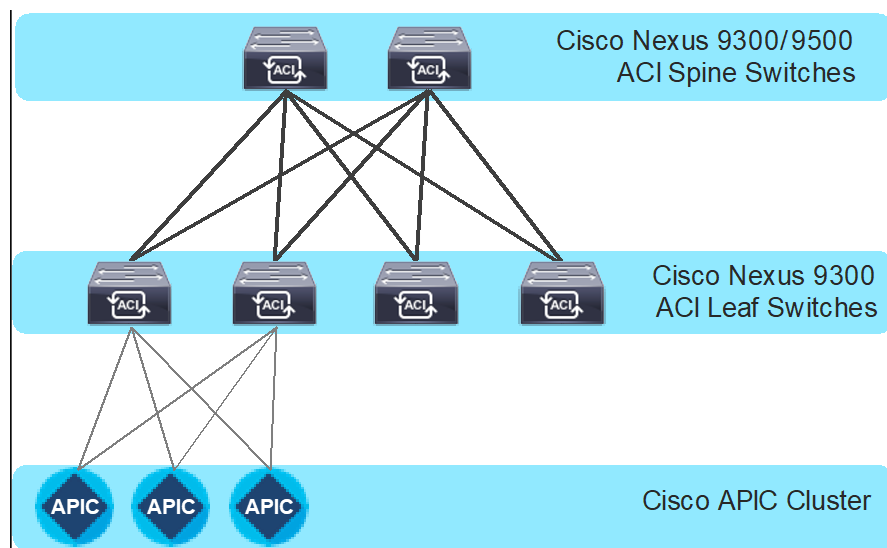 ACI
ACI
Cisco Nexus 9300/9500
ACI Spine Switches
ACI
ACI
ACI
ACI
Cisco Nexus 9300
ACI Leaf Switches
APIC
APIC
APIC
Cisco APIC Cluster